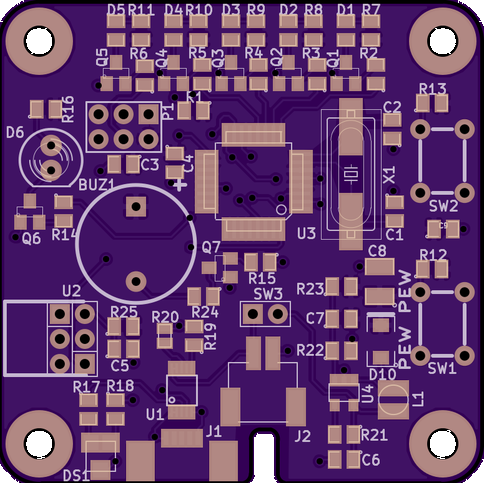 D5 R11 D4 R10 D3 R9 D2 R8 D1 R7
Q5 R6 Q4 R5 Q3 R4 Q2 R3 Q1 R2
R16 P1 C2 R13
D6 C3 C4 X1
BUZ1 +
SW2
Q6 R14 U3 C1
Q7 C8
R15
U2 R24 SW3 R23 R12
R25 R20 R19 C7 PEW PEW
C5 R22 D10 SW1
R17 R18 U1 U4 L1
J1 J2 R21
DS1 C6